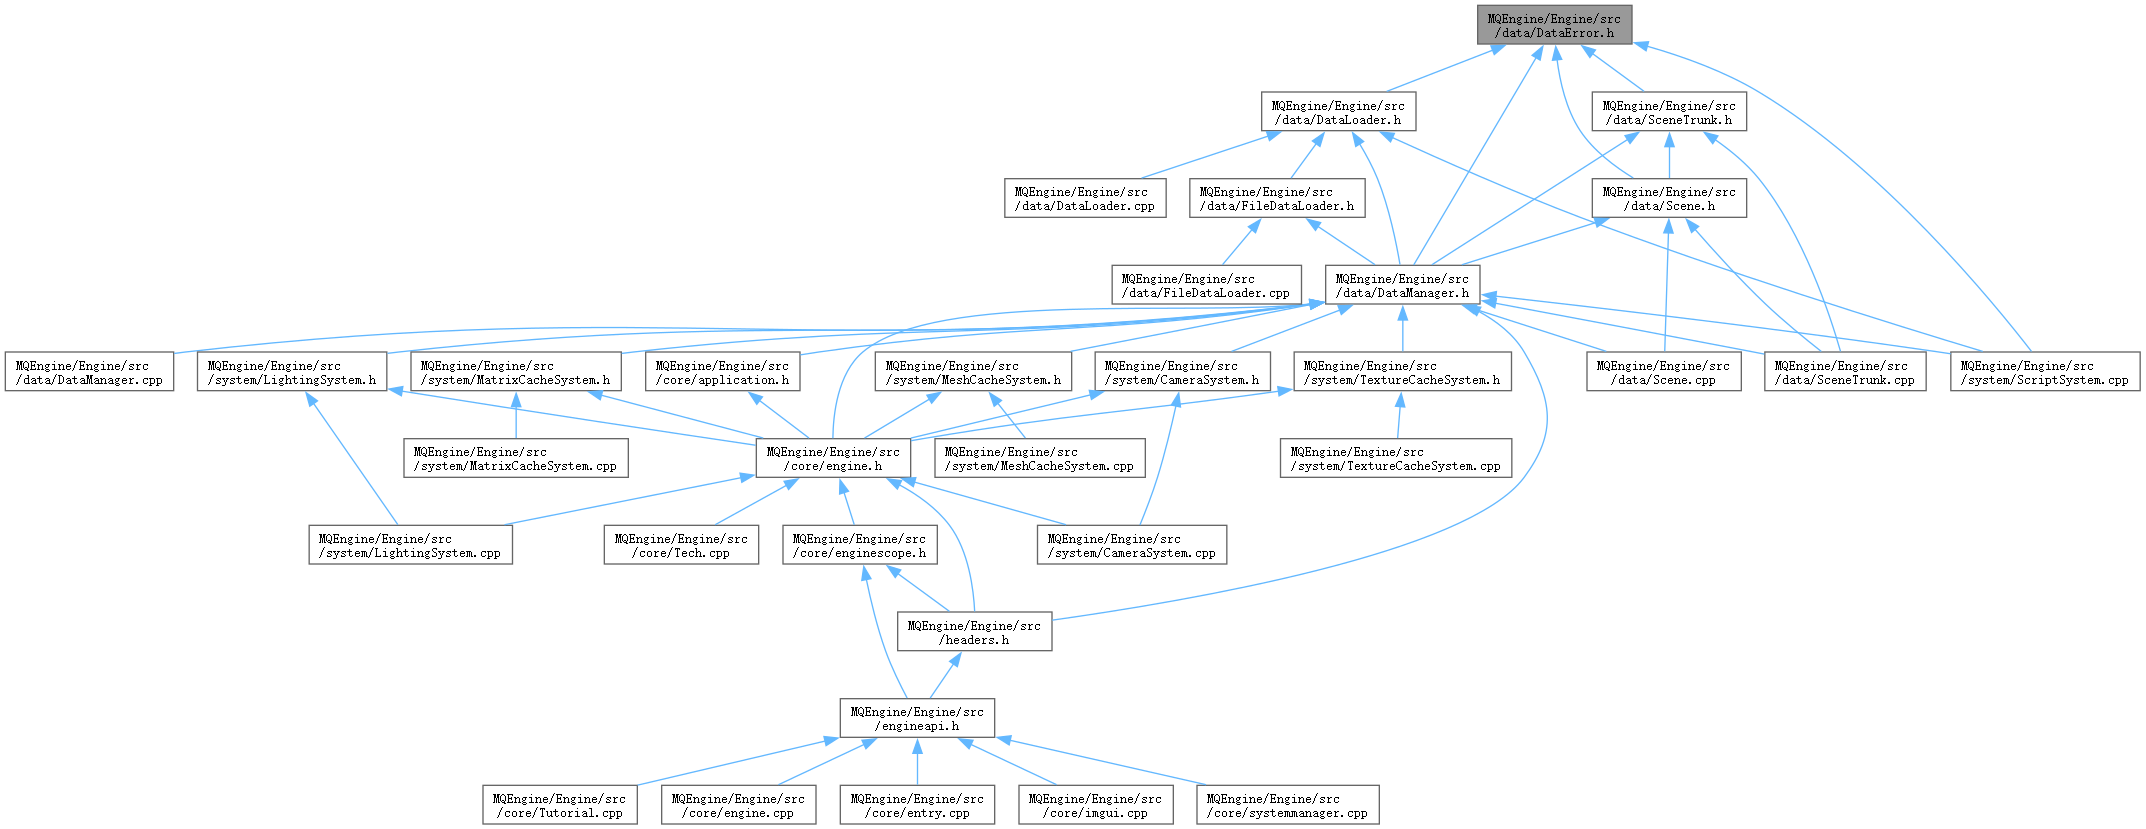 MQEngine/Engine/src
/data/DataError.h
MQEngine/Engine/src
/data/DataLoader.h
MQEngine/Engine/src
/data/SceneTrunk.h
MQEngine/Engine/src
/data/DataLoader.cpp
MQEngine/Engine/src
/data/FileDataLoader.h
MQEngine/Engine/src
/data/Scene.h
MQEngine/Engine/src
/data/FileDataLoader.cpp
MQEngine/Engine/src
/data/DataManager.h
MQEngine/Engine/src
/data/DataManager.cpp
MQEngine/Engine/src
/system/LightingSystem.h
MQEngine/Engine/src
/system/MatrixCacheSystem.h
MQEngine/Engine/src
/core/application.h
MQEngine/Engine/src
/system/MeshCacheSystem.h
MQEngine/Engine/src
/system/CameraSystem.h
MQEngine/Engine/src
/system/TextureCacheSystem.h
MQEngine/Engine/src
/data/Scene.cpp
MQEngine/Engine/src
/data/SceneTrunk.cpp
MQEngine/Engine/src
/system/ScriptSystem.cpp
MQEngine/Engine/src
/system/MatrixCacheSystem.cpp
MQEngine/Engine/src
/core/engine.h
MQEngine/Engine/src
/system/MeshCacheSystem.cpp
MQEngine/Engine/src
/system/TextureCacheSystem.cpp
MQEngine/Engine/src
/system/LightingSystem.cpp
MQEngine/Engine/src
/core/Tech.cpp
MQEngine/Engine/src
/core/enginescope.h
MQEngine/Engine/src
/system/CameraSystem.cpp
MQEngine/Engine/src
/headers.h
MQEngine/Engine/src
/engineapi.h
MQEngine/Engine/src
/core/Tutorial.cpp
MQEngine/Engine/src
/core/engine.cpp
MQEngine/Engine/src
/core/entry.cpp
MQEngine/Engine/src
/core/imgui.cpp
MQEngine/Engine/src
/core/systemmanager.cpp